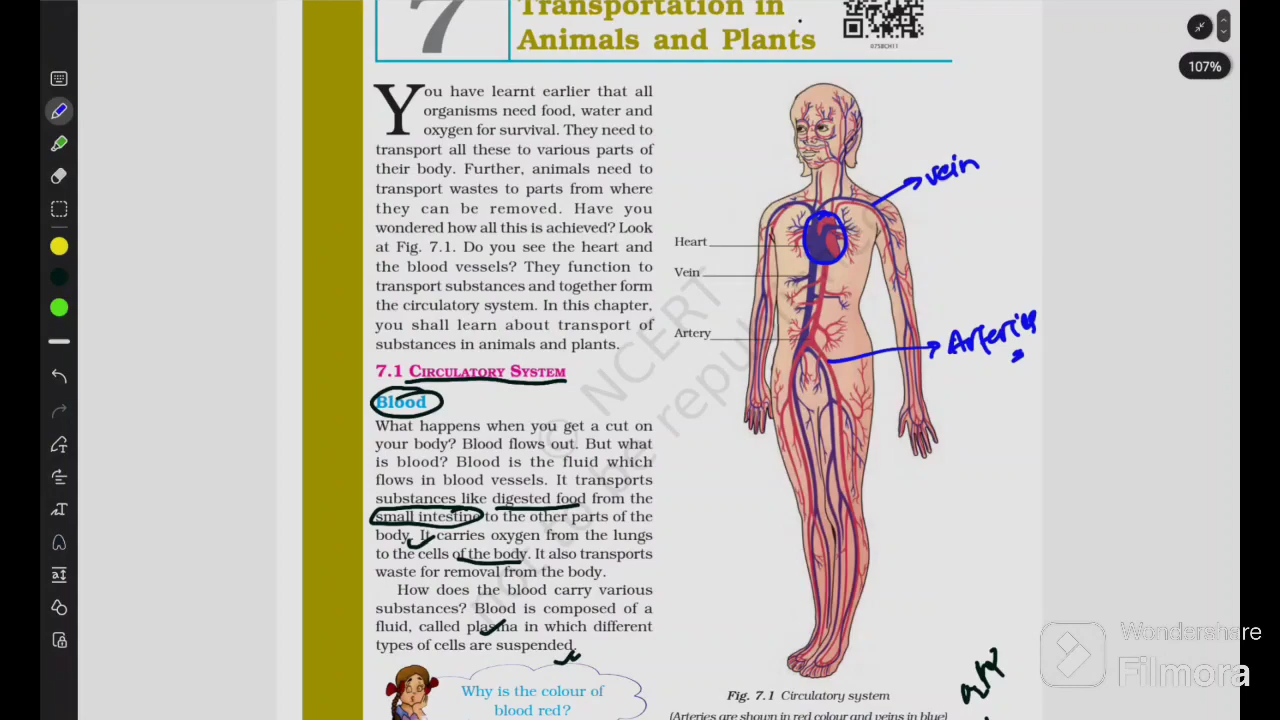 7
Transportation in
Animals and Plants
0758CH11
107%
You have learnt earlier that all
organisms need food, water and
oxygen for survival. They need to
transport all these to various parts of
their body. Further, animals need to
transport wastes to parts from where
they can be removed. Have you
wondered how all this is achieved? Look
at Fig. 7.1. Do you see the heart and
the blood vessels? They function to
transport substances and together form
the circulatory system. In this chapter,
you shall learn about transport of
substances in animals and plants.
7.1 CIRCULATORY SYSTEM
Blood
What happens when you get a cut on
your body? Blood flows out. But what
is blood? Blood is the fluid which
flows in blood vessels. It transports
substances like digested food from the
small intestine to the other parts of the
body. It carries oxygen from the lungs
to the cells of the body. It also transports
waste for removal from the body.
How does the blood carry various
substances? Blood is composed of a
fluid, called plasma in which different
types of cells are suspended.
Why is the colour of
blood red?
vein
Heart
Vein
Artery
Arteries
© NCERT
not to be republished
Fig. 7.1 Circulatory system
(Arteries are shown in red colour and veins in blue)
Wondershare
Filmora